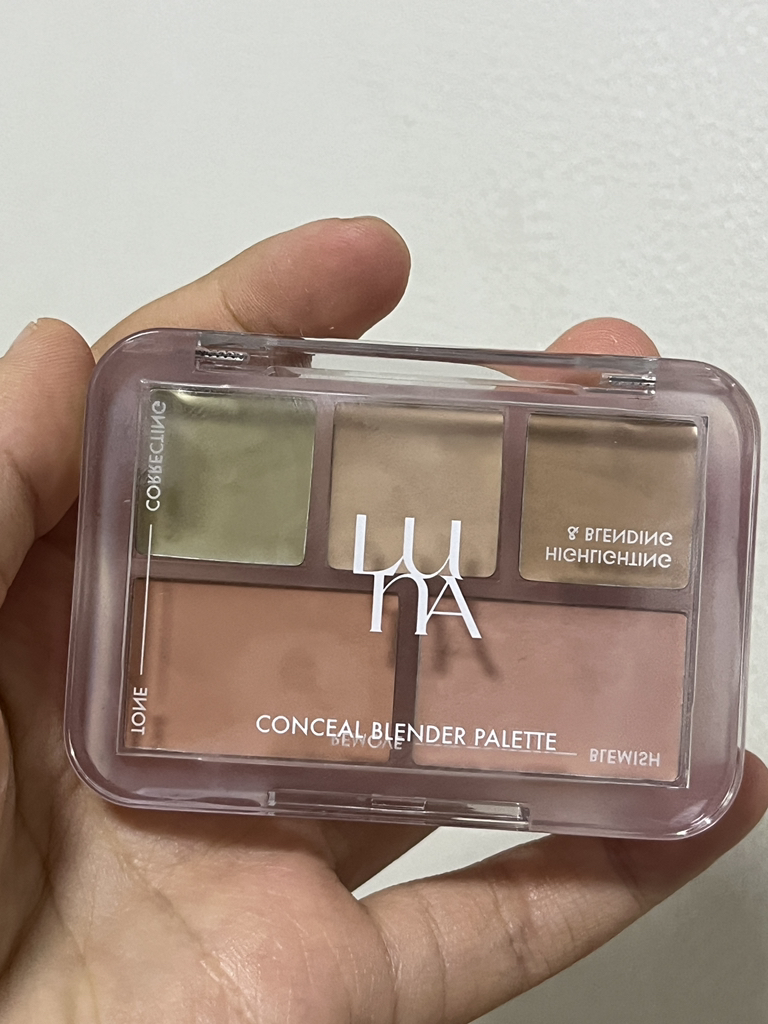 CORRECTING
TONE
& BLENDING
HIGHLIGHTING
LUNA
CONCEAL BLENDER PALETTE
REMOVE
BLEMISH